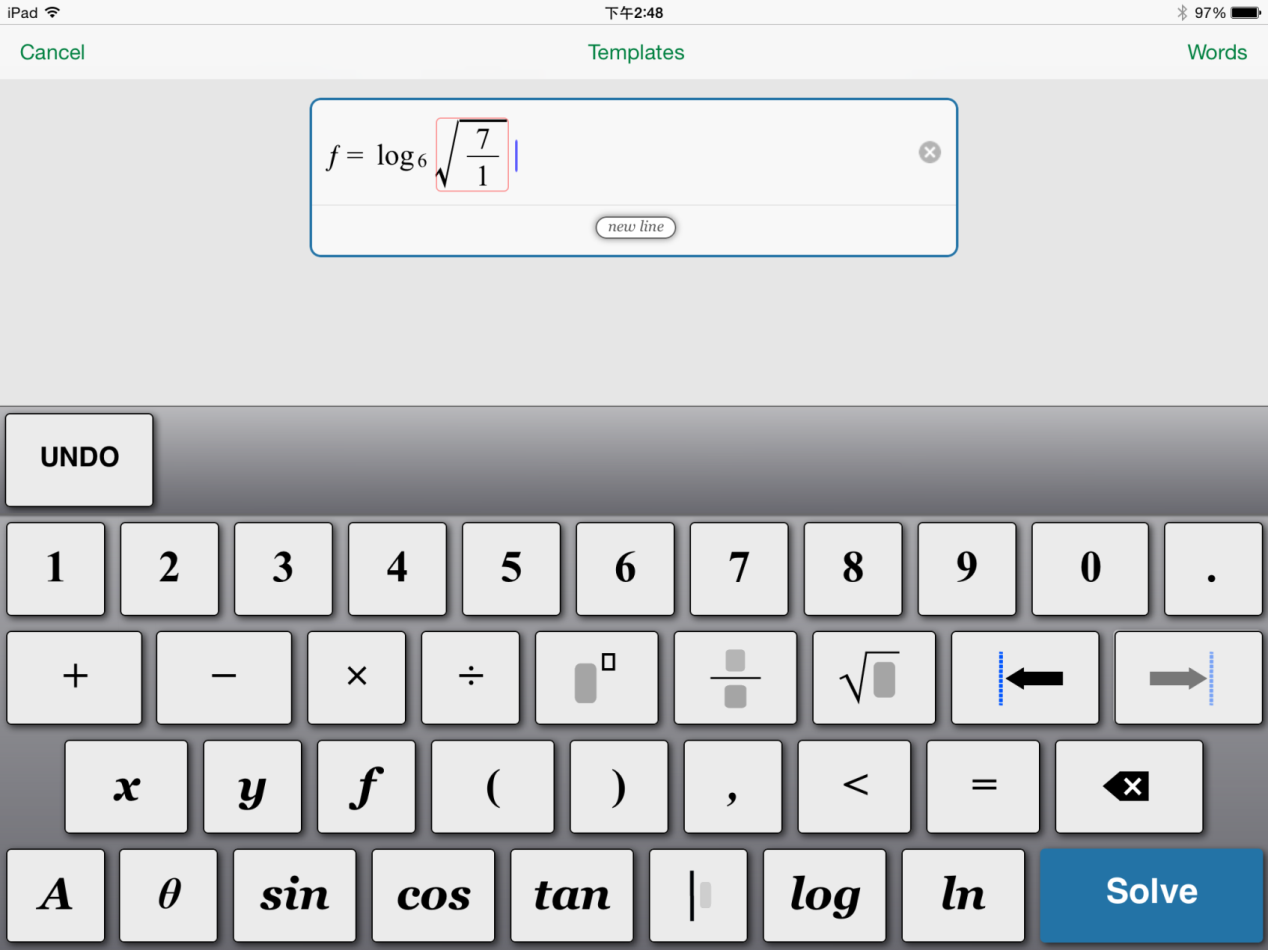 iPad 下午2:48 97%
Cancel Templates Words
f = log₆ √(7/1)
new line
UNDO
1 2 3 4 5 6 7 8 9 0 .
+ − × ÷ √
x y f ( ) , < =
A θ sin cos tan | log ln Solve